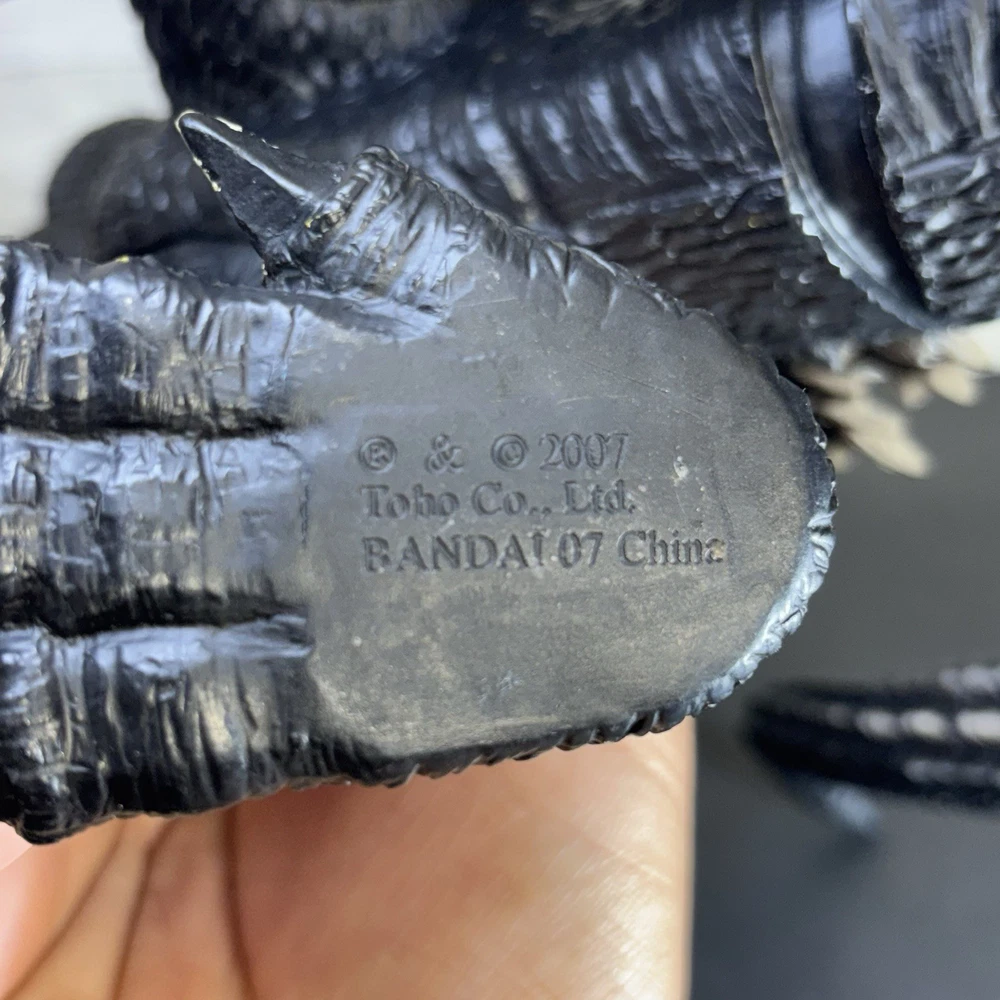 ® & © 2007
Toho Co., Ltd.
BANDAI 07 China